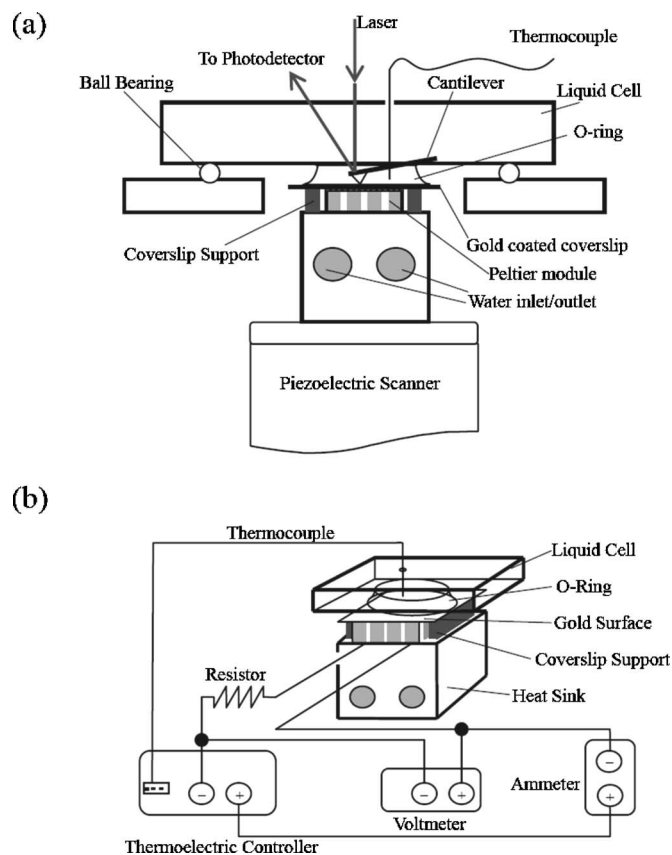 (a)
Laser
To Photodetector
Thermocouple
Ball Bearing
Cantilever
Liquid Cell
O-ring
Coverslip Support
Gold coated coverslip
Peltier module
Water inlet/outlet
Piezoelectric Scanner
(b)
Thermocouple
Liquid Cell
O-Ring
Gold Surface
Coverslip Support
Resistor
Heat Sink
Ammeter
Voltmeter
Thermoelectric Controller